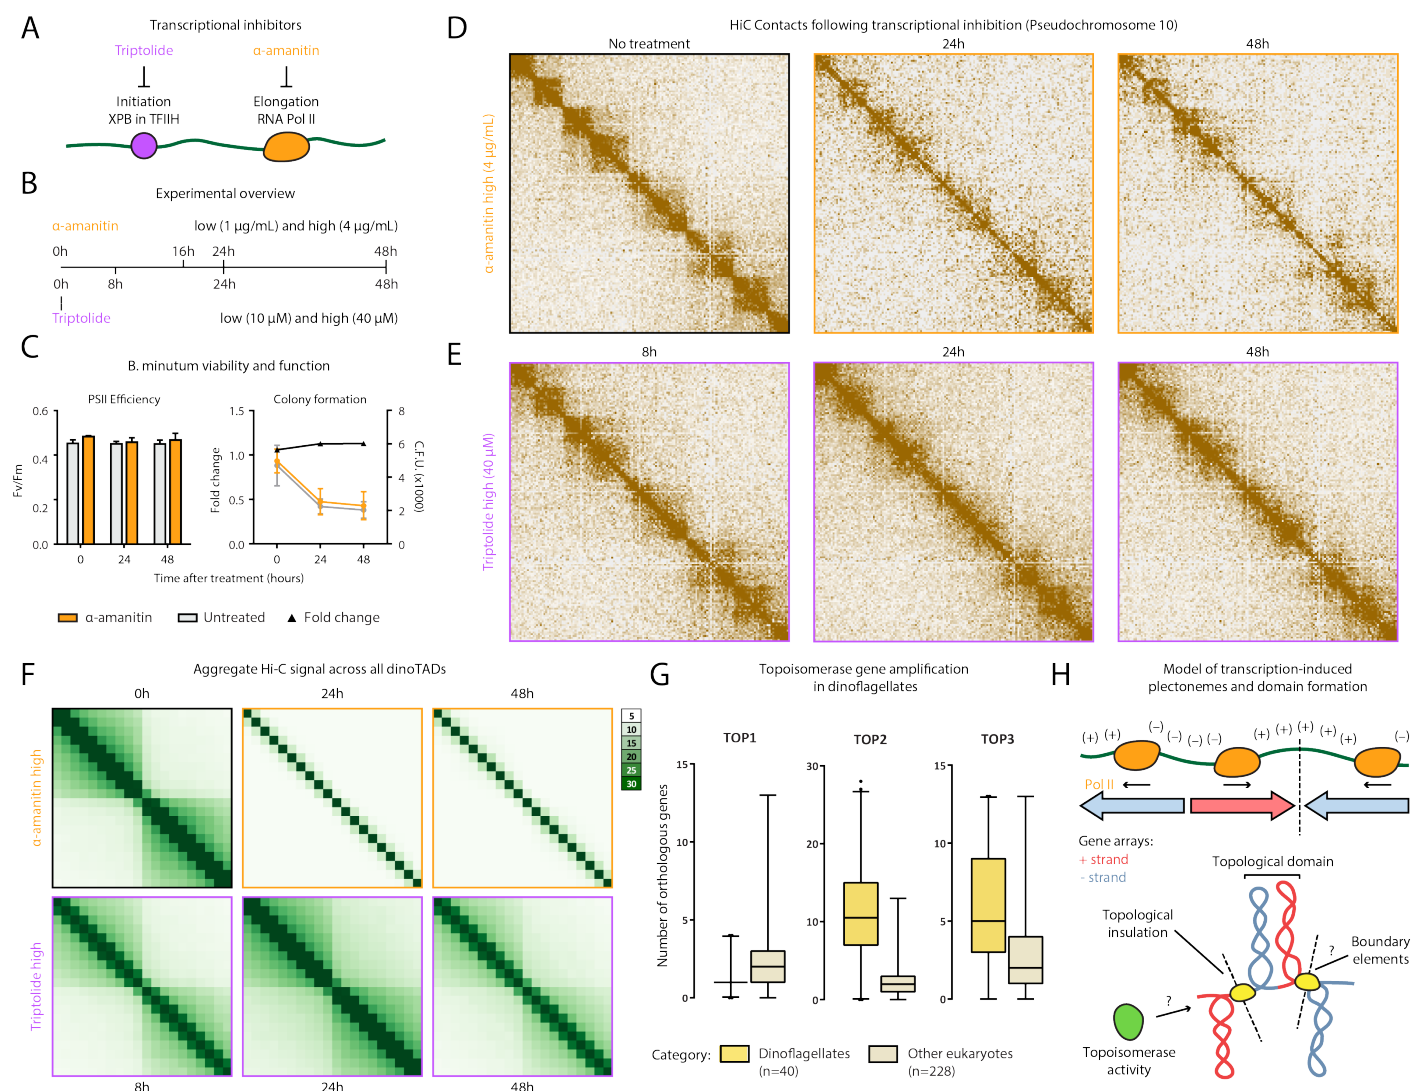 A
Transcriptional inhibitors
Triptolide
α-amanitin
Initiation
XPB in TFIIH
Elongation
RNA Pol II
B
Experimental overview
α-amanitin
low (1 µg/mL) and high (4 µg/mL)
0h 16h 24h 48h
0h 8h 24h 48h
Triptolide
low (10 µM) and high (40 µM)
C
B. minutum viability and function
PSII Efficiency
Fv/Fm
0.6
0.4
0.2
0.0
0 24 48
Colony formation
Fold change
1.5
1.0
0.5
0.0
8
6
4
2
0
C.F.U. (x1000)
0 24 48
Time after treatment (hours)
α-amanitin
Untreated
Fold change
D
HiC Contacts following transcriptional inhibition (Pseudochromosome 10)
No treatment
24h
48h
α-amanitin high (4 µg/mL)
E
8h
24h
48h
Triptolide high (40 µM)
F
Aggregate Hi-C signal across all dinoTADs
0h
24h
48h
α-amanitin high
5
10
15
20
25
30
Triptolide high
8h
24h
48h
G
Topoisomerase gene amplification
in dinoflagellates
Number of orthologous genes
TOP1
15
10
5
0
TOP2
30
20
10
0
TOP3
15
10
5
0
Category:
Dinoflagellates
(n=40)
Other eukaryotes
(n=228)
H
Model of transcription-induced
plectonemes and domain formation
(+) (+) (−) (−) (−) (−) (+) (+) (+) (+) (+) (−)
Pol II
Gene arrays:
+ strand
- strand
Topological domain
Topological
insulation
?
Boundary
elements
?
Topoisomerase
activity